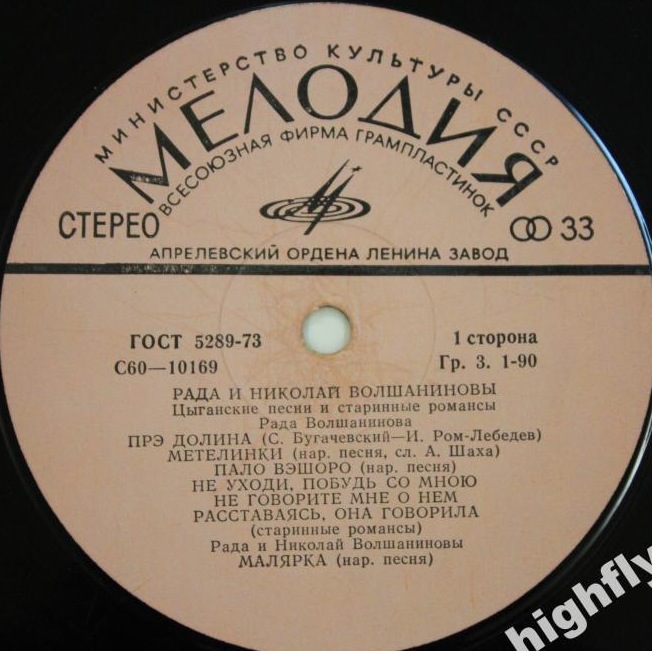 МИНИСТЕРСТВО КУЛЬТУРЫ СССР
МЕЛОДИЯ
ВСЕСОЮЗНАЯ ФИРМА ГРАМПЛАСТИНОК
СТЕРЕО
33
АПРЕЛЕВСКИЙ ОРДЕНА ЛЕНИНА ЗАВОД
ГОСТ 5289-73
1 сторона
С60—10169
Гр. 3. 1-90
РАДА И НИКОЛАЙ ВОЛШАНИНОВЫ
Цыганские песни и старинные романсы
Рада Волшанинова
ПРЭ ДОЛИНА (С. Бугачевский—И. Ром-Лебедев)
МЕТЕЛИНКИ (нар. песня, сл. А. Шаха)
ПАЛО ВЭШОРО (нар. песня)
НЕ УХОДИ, ПОБУДЬ СО МНОЮ
НЕ ГОВОРИТЕ МНЕ О НЕМ
РАССТАВАЯСЬ, ОНА ГОВОРИЛА
(старинные романсы)
Рада и Николай Волшаниновы
МАЛЯРКА (нар. песня)
highfly